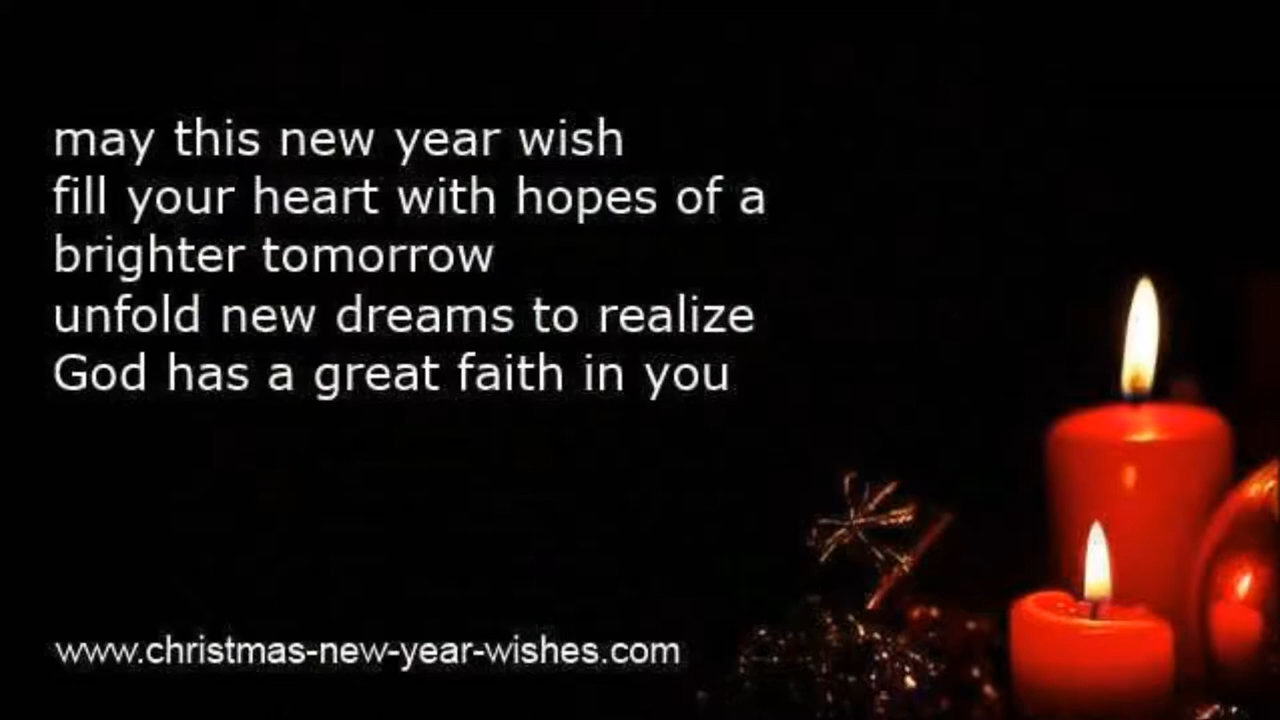 may this new year wish
fill your heart with hopes of a
brighter tomorrow
unfold new dreams to realize
God has a great faith in you
www.christmas-new-year-wishes.com